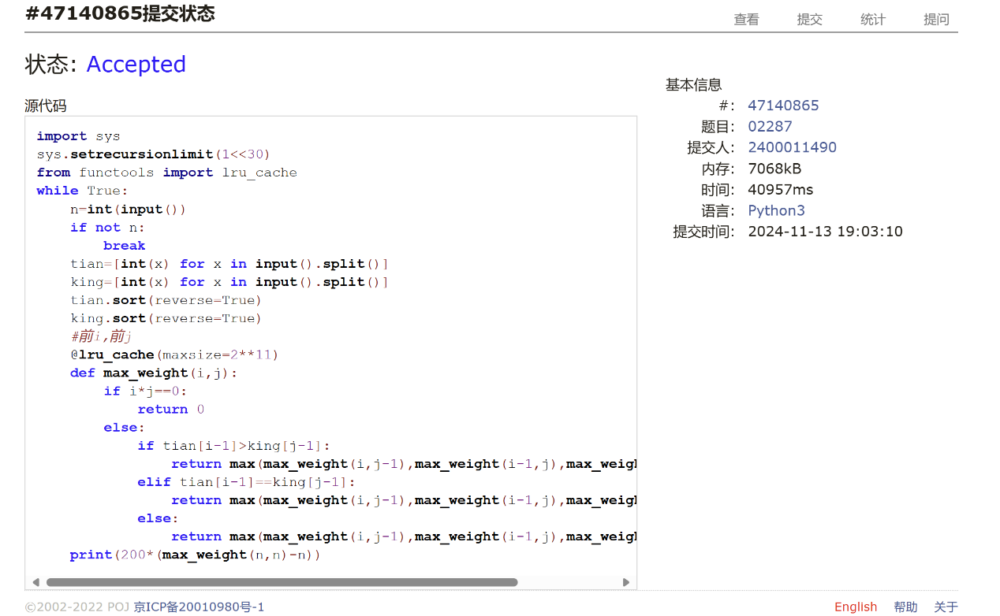 #47140865提交状态
查看 提交 统计 提问
状态: Accepted
源代码
import sys
sys.setrecursionlimit(1<<30)
from functools import lru_cache
while True:
    n=int(input())
    if not n:
        break
    tian=[int(x) for x in input().split()]
    king=[int(x) for x in input().split()]
    tian.sort(reverse=True)
    king.sort(reverse=True)
    #前i,前j
    @lru_cache(maxsize=2**11)
    def max_weight(i,j):
        if i*j==0:
            return 0
        else:
            if tian[i-1]>king[j-1]:
                return max(max_weight(i,j-1),max_weight(i-1,j),max_weigh
            elif tian[i-1]==king[j-1]:
                return max(max_weight(i,j-1),max_weight(i-1,j),max_weigh
            else:
                return max(max_weight(i,j-1),max_weight(i-1,j),max_weigh
    print(200*(max_weight(n,n)-n))
基本信息
#: 47140865
题目: 02287
提交人: 2400011490
内存: 7068kB
时间: 40957ms
语言: Python3
提交时间: 2024-11-13 19:03:10
©2002-2022 POJ 京ICP备20010980号-1
English 帮助 关于